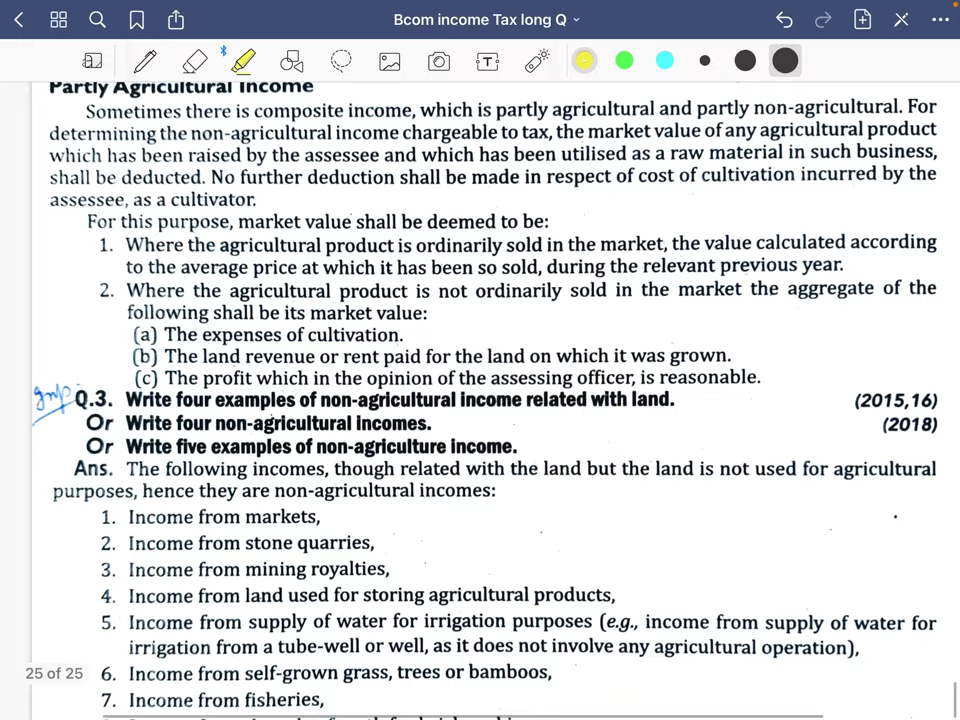 Bcom income Tax long Q
Partly Agricultural Income
Sometimes there is composite income, which is partly agricultural and partly non-agricultural. For
determining the non-agricultural income chargeable to tax, the market value of any agricultural product
which has been raised by the assessee and which has been utilised as a raw material in such business,
shall be deducted. No further deduction shall be made in respect of cost of cultivation incurred by the
assessee, as a cultivator.
For this purpose, market value shall be deemed to be:
1. Where the agricultural product is ordinarily sold in the market, the value calculated according
to the average price at which it has been so sold, during the relevant previous year.
2. Where the agricultural product is not ordinarily sold in the market the aggregate of the
following shall be its market value:
(a) The expenses of cultivation.
(b) The land revenue or rent paid for the land on which it was grown.
(c) The profit which in the opinion of the assessing officer, is reasonable.
Imp Q.3. Write four examples of non-agricultural income related with land. (2015,16)
Or Write four non-agricultural incomes. (2018)
Or Write five examples of non-agriculture income.
Ans. The following incomes, though related with the land but the land is not used for agricultural
purposes, hence they are non-agricultural incomes:
1. Income from markets,
2. Income from stone quarries,
3. Income from mining royalties,
4. Income from land used for storing agricultural products,
5. Income from supply of water for irrigation purposes (e.g., income from supply of water for
irrigation from a tube-well or well, as it does not involve any agricultural operation),
6. Income from self-grown grass, trees or bamboos,
25 of 25
7. Income from fisheries,